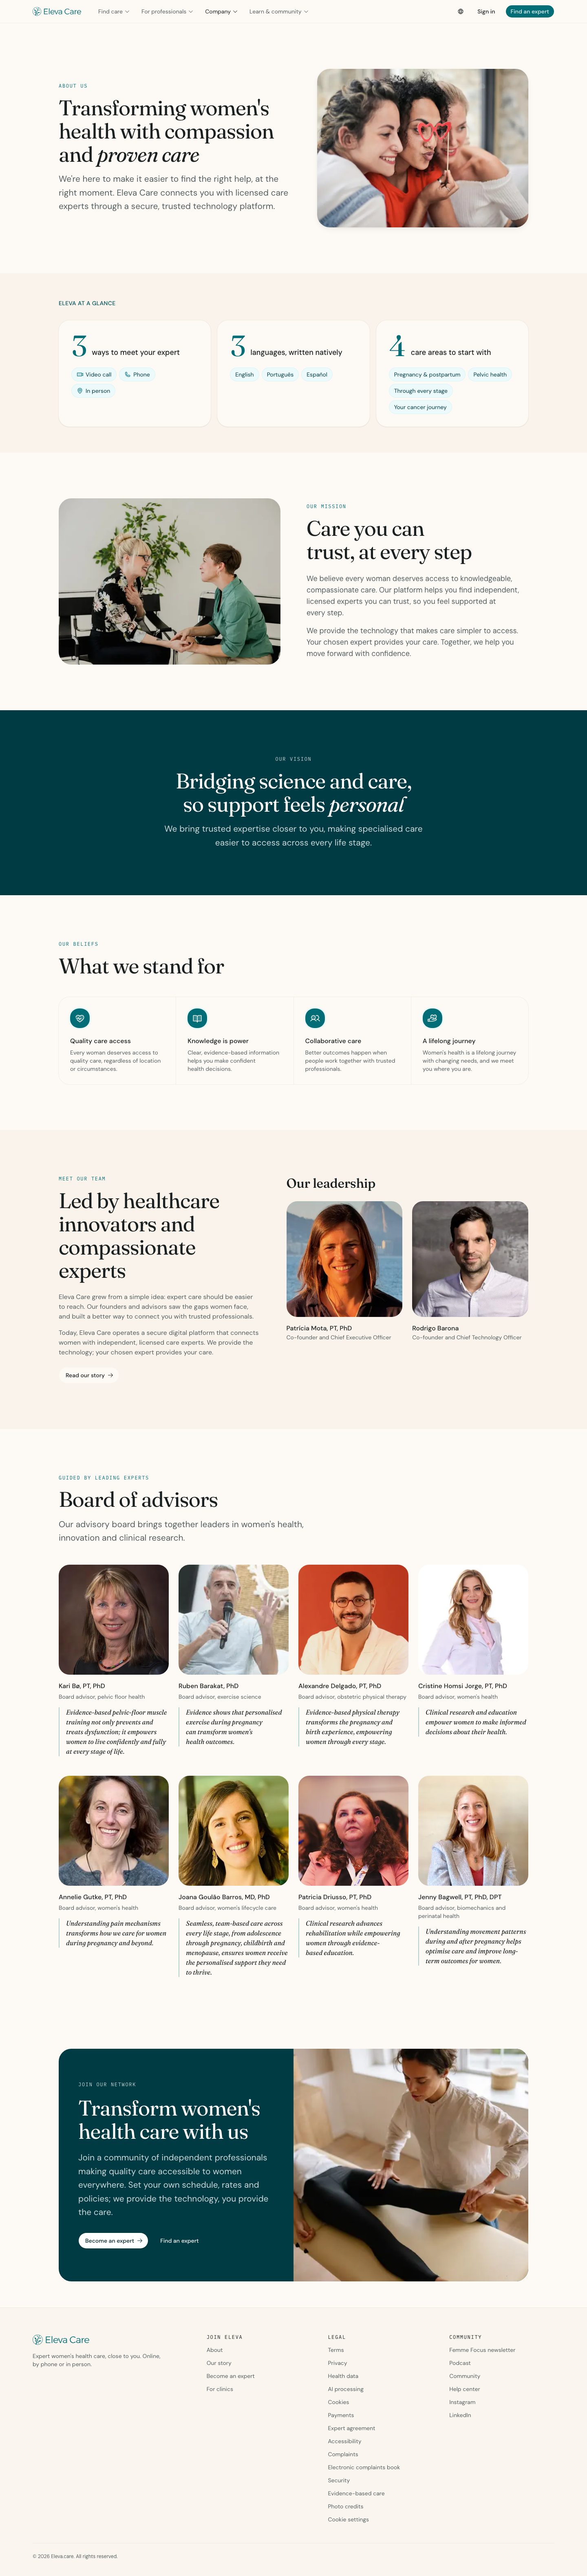 Eleva Care
Find care
For professionals
Company
Learn & community
Sign in
Find an expert
ABOUT US
Transforming women's
health with compassion
and proven care
We're here to make it easier to find the right help, at the
right moment. Eleva Care connects you with licensed care
experts through a secure, trusted technology platform.
ELEVA AT A GLANCE
3 ways to meet your expert
Video call
Phone
In person
3 languages, written natively
English
Português
Español
4 care areas to start with
Pregnancy & postpartum
Pelvic health
Through every stage
Your cancer journey
OUR MISSION
Care you can
trust, at every step
We believe every woman deserves access to knowledgeable,
compassionate care. Our platform helps you find independent,
licensed experts you can trust, so you feel supported at
every step.
We provide the technology that makes care simpler to access.
Your chosen expert provides your care. Together, we help you
move forward with confidence.
OUR VISION
Bridging science and care,
so support feels personal
We bring trusted expertise closer to you, making specialised care
easier to access across every life stage.
OUR BELIEFS
What we stand for
Quality care access
Every woman deserves access to
quality care, regardless of location
or circumstances.
Knowledge is power
Clear, evidence-based information
helps you make confident
health decisions.
Collaborative care
Better outcomes happen when
people work together with trusted
professionals.
A lifelong journey
Women's health is a lifelong journey
with changing needs, and we meet
you where you are.
MEET OUR TEAM
Led by healthcare
innovators and
compassionate
experts
Eleva Care grew from a simple idea: expert care should be easier
to reach. Our founders and advisors saw the gaps women face,
and built a better way to connect you with trusted professionals.
Today, Eleva Care operates a secure digital platform that connects
women with independent, licensed care experts. We provide the
technology; your chosen expert provides your care.
Read our story
Our leadership
Patrícia Mota, PT, PhD
Co-founder and Chief Executive Officer
Rodrigo Barona
Co-founder and Chief Technology Officer
GUIDED BY LEADING EXPERTS
Board of advisors
Our advisory board brings together leaders in women's health,
innovation and clinical research.
Kari Bø, PT, PhD
Board advisor, pelvic floor health
Evidence-based pelvic-floor muscle
training not only prevents and
treats dysfunction; it empowers
women to live confidently and fully
at every stage of life.
Ruben Barakat, PhD
Board advisor, exercise science
Evidence shows that personalised
exercise during pregnancy
can transform women's
health outcomes.
Alexandre Delgado, PT, PhD
Board advisor, obstetric physical therapy
Evidence-based physical therapy
transforms the pregnancy and
birth experience, empowering
women through every stage.
Cristine Homsi Jorge, PT, PhD
Board advisor, women's health
Clinical research and education
empower women to make informed
decisions about their health.
Annelie Gutke, PT, PhD
Board advisor, women's health
Understanding pain mechanisms
transforms how we care for women
during pregnancy and beyond.
Joana Goulão Barros, MD, PhD
Board advisor, women's lifecycle care
Seamless, team-based care across
every life stage, from adolescence
through pregnancy, childbirth and
menopause, ensures women receive
the personalised support they need
to thrive.
Patricia Driusso, PT, PhD
Board advisor, women's health
Clinical research advances
rehabilitation while empowering
women through evidence-
based education.
Jenny Bagwell, PT, PhD, DPT
Board advisor, biomechanics and
perinatal health
Understanding movement patterns
during and after pregnancy helps
optimise care and improve long-
term outcomes for women.
JOIN OUR NETWORK
Transform women's
health care with us
Join a community of independent professionals
making quality care accessible to women
everywhere. Set your own schedule, rates and
policies; we provide the technology, you provide
the care.
Become an expert
Find an expert
Eleva Care
Expert women's health care, close to you. Online,
by phone or in person.
JOIN ELEVA
About
Our story
Become an expert
For clinics
LEGAL
Terms
Privacy
Health data
AI processing
Cookies
Payments
Expert agreement
Accessibility
Complaints
Electronic complaints book
Security
Evidence-based care
Photo credits
Cookie settings
COMMUNITY
Femme Focus newsletter
Podcast
Community
Help center
Instagram
LinkedIn
© 2026 Eleva.care. All rights reserved.